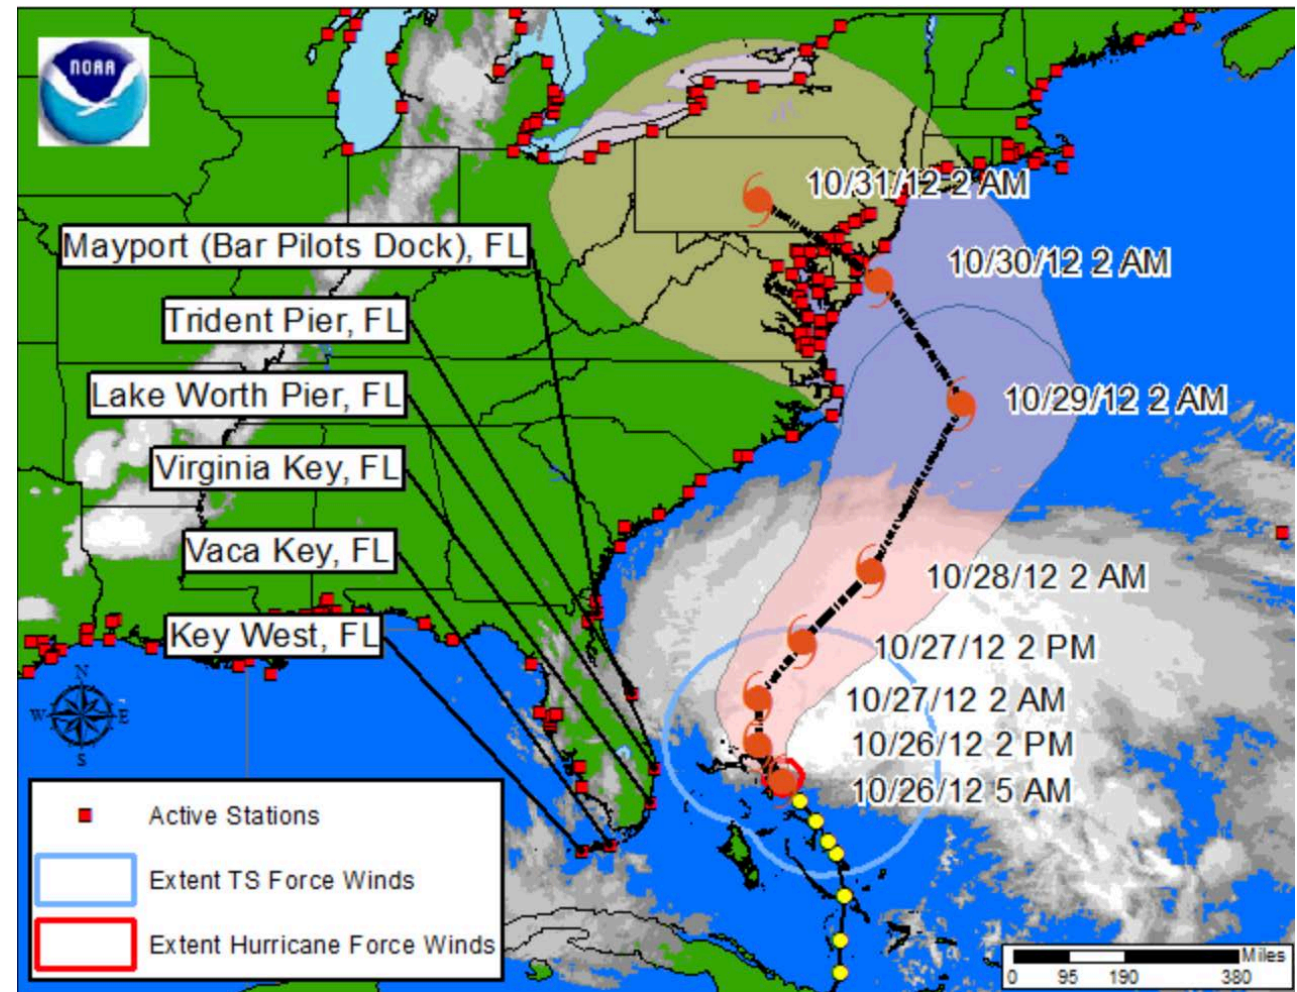 NOAA
10/31/12 2 AM
Mayport (Bar Pilots Dock), FL
10/30/12 2 AM
Trident Pier, FL
Lake Worth Pier, FL
10/29/12 2 AM
Virginia Key, FL
Vaca Key, FL
10/28/12 2 AM
Key West, FL
10/27/12 2 PM
10/27/12 2 AM
10/26/12 2 PM
10/26/12 5 AM
N
W E
S
Active Stations
Extent TS Force Winds
Extent Hurricane Force Winds
Miles
0 95 190 380